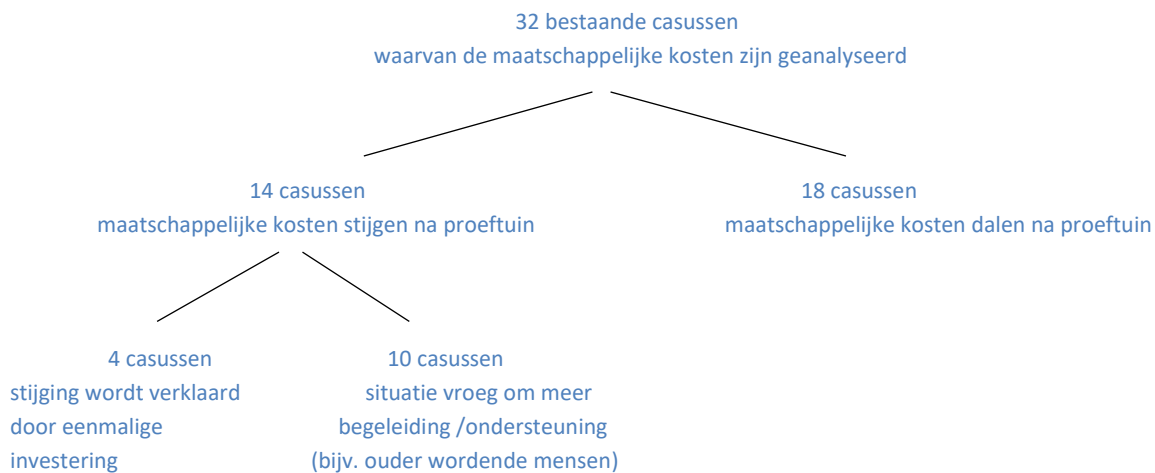 32 bestaande casussen
waarvan de maatschappelijke kosten zijn geanalyseerd
14 casussen
maatschappelijke kosten stijgen na proeftuin
18 casussen
maatschappelijke kosten dalen na proeftuin
4 casussen
stijging wordt verklaard
door eenmalige
investering
10 casussen
situatie vroeg om meer
begeleiding /ondersteuning
(bijv. ouder wordende mensen)